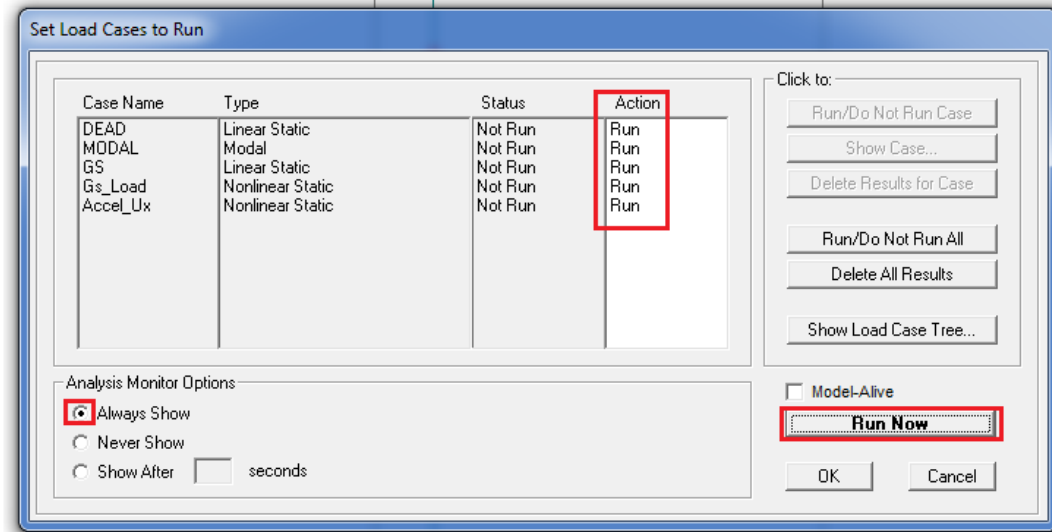 Set Load Cases to Run
Case Name Type Status Action
DEAD Linear Static Not Run Run
MODAL Modal Not Run Run
GS Linear Static Not Run Run
Gs_Load Nonlinear Static Not Run Run
Accel_Ux Nonlinear Static Not Run Run
Click to:
Run/Do Not Run Case
Show Case...
Delete Results for Case
Run/Do Not Run All
Delete All Results
Show Load Case Tree...
Analysis Monitor Options
Always Show
Never Show
Show After seconds
Model-Alive
Run Now
OK Cancel